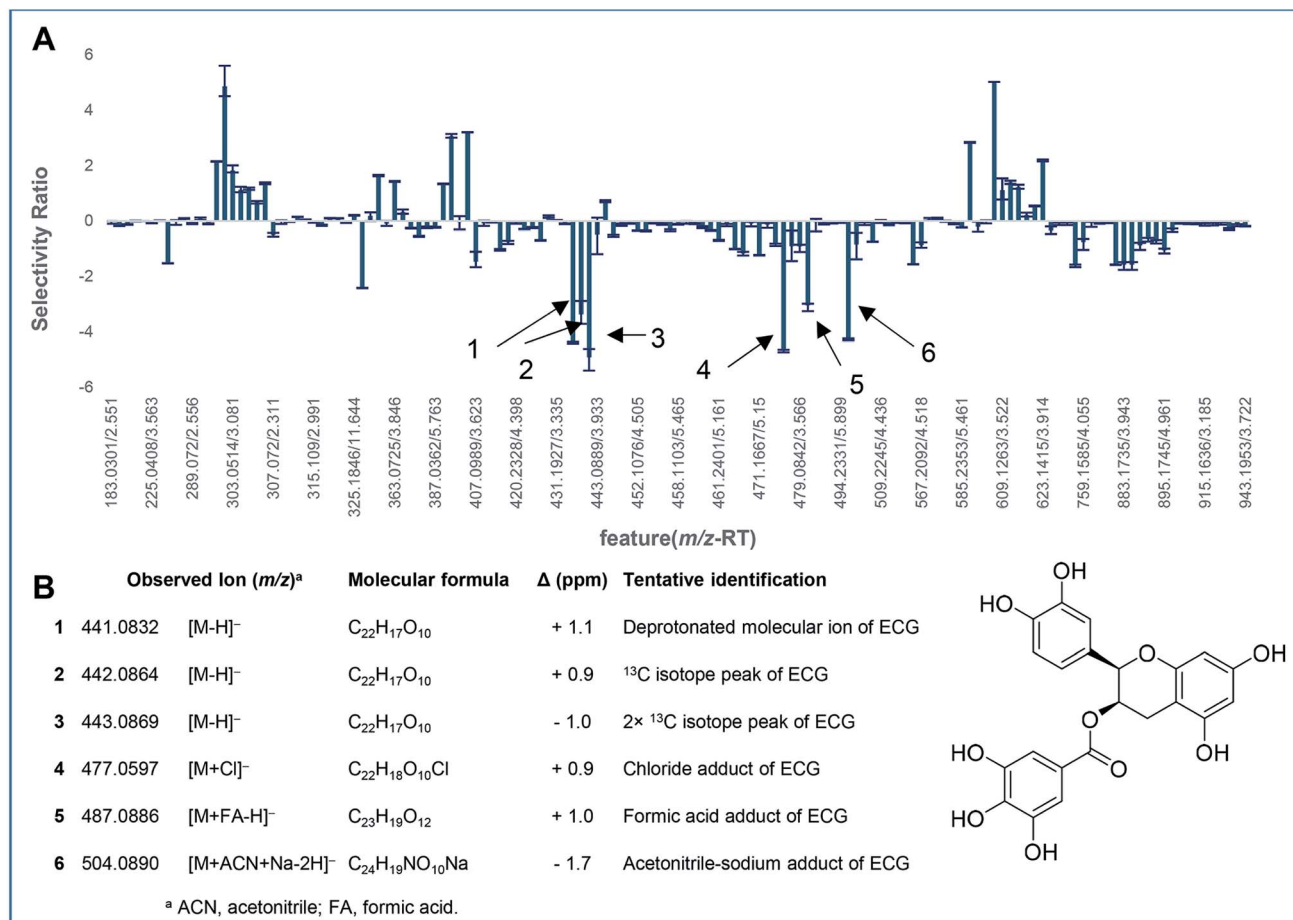 A
6
4
2
0
-2
-4
-6
Selectivity Ratio
1
2
3
4
5
6
183.0301/2.551
225.0408/3.563
289.072/2.556
303.0514/3.081
307.072/2.311
315.109/2.991
325.1846/11.644
363.0725/3.846
387.0362/5.763
407.0989/3.623
420.2328/4.398
431.1927/3.335
443.0889/3.933
452.1076/4.505
458.1103/5.465
461.2401/5.161
471.1667/5.15
479.0842/3.566
494.2331/5.899
509.2245/4.436
567.2092/4.518
585.2353/5.461
609.1263/3.522
623.1415/3.914
759.1585/4.055
883.1735/3.943
895.1745/4.961
915.1636/3.185
943.1953/3.722
feature(m/z-RT)
B
Observed Ion (m/z)ᵃ Molecular formula Δ (ppm) Tentative identification
1 441.0832 [M-H]⁻ C₂₂H₁₇O₁₀ + 1.1 Deprotonated molecular ion of ECG
2 442.0864 [M-H]⁻ C₂₂H₁₇O₁₀ + 0.9 ¹³C isotope peak of ECG
3 443.0869 [M-H]⁻ C₂₂H₁₇O₁₀ - 1.0 2× ¹³C isotope peak of ECG
4 477.0597 [M+Cl]⁻ C₂₂H₁₈O₁₀Cl + 0.9 Chloride adduct of ECG
5 487.0886 [M+FA-H]⁻ C₂₃H₁₉O₁₂ + 1.0 Formic acid adduct of ECG
6 504.0890 [M+ACN+Na-2H]⁻ C₂₄H₁₉NO₁₀Na - 1.7 Acetonitrile-sodium adduct of ECG
ᵃ ACN, acetonitrile; FA, formic acid.
OH
HO
O
OH
O
OH
HO
O
HO
OH